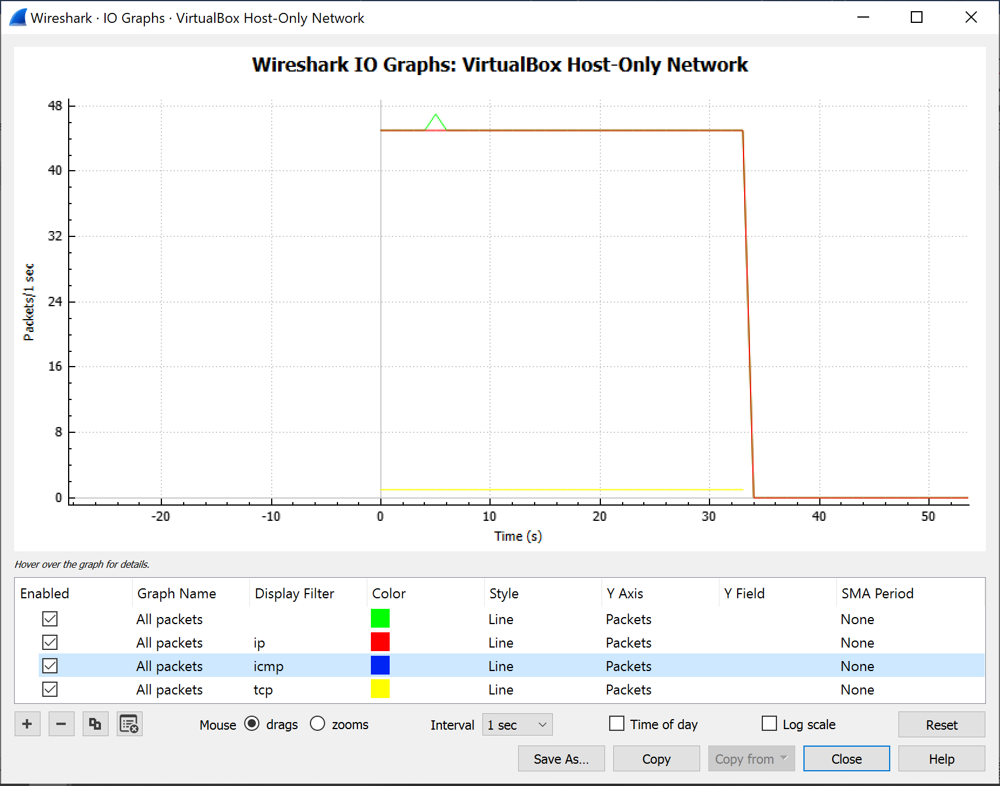 Wireshark · IO Graphs · VirtualBox Host-Only Network
Wireshark IO Graphs: VirtualBox Host-Only Network
48
40
32
24
16
8
0
Packets/1 sec
-20 -10 0 10 20 30 40 50
Time (s)
Hover over the graph for details.
Enabled Graph Name Display Filter Color Style Y Axis Y Field SMA Period
All packets Line Packets None
All packets ip Line Packets None
All packets icmp Line Packets None
All packets tcp Line Packets None
Mouse drags zooms Interval 1 sec Time of day Log scale Reset
Save As... Copy Copy from Close Help